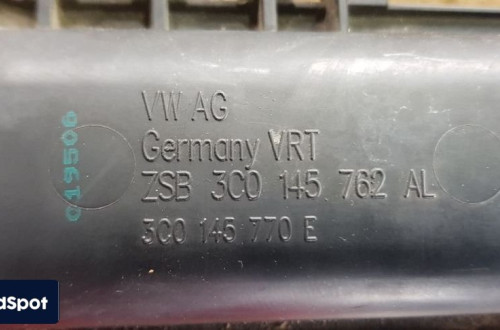 VW AG
Germany VRT
ZSB 3C0 145 762 AL
3C0 145 770 E
019506
dSpot